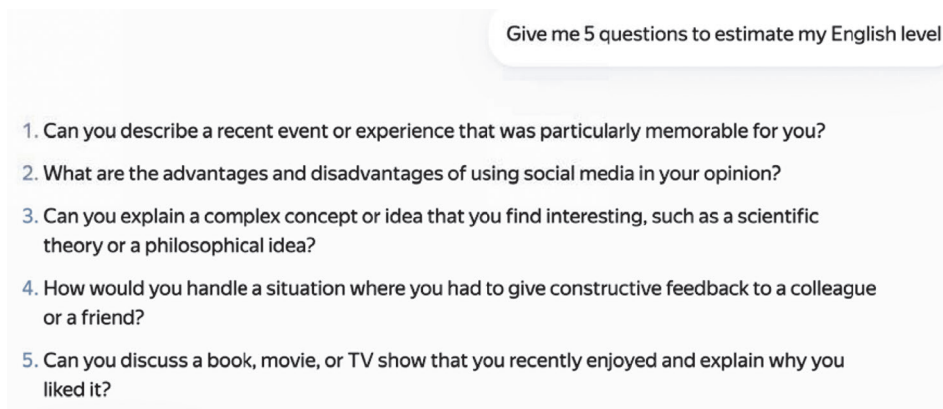 Give me 5 questions to estimate my English level
1. Can you describe a recent event or experience that was particularly memorable for you?
2. What are the advantages and disadvantages of using social media in your opinion?
3. Can you explain a complex concept or idea that you find interesting, such as a scientific
theory or a philosophical idea?
4. How would you handle a situation where you had to give constructive feedback to a colleague
or a friend?
5. Can you discuss a book, movie, or TV show that you recently enjoyed and explain why you
liked it?